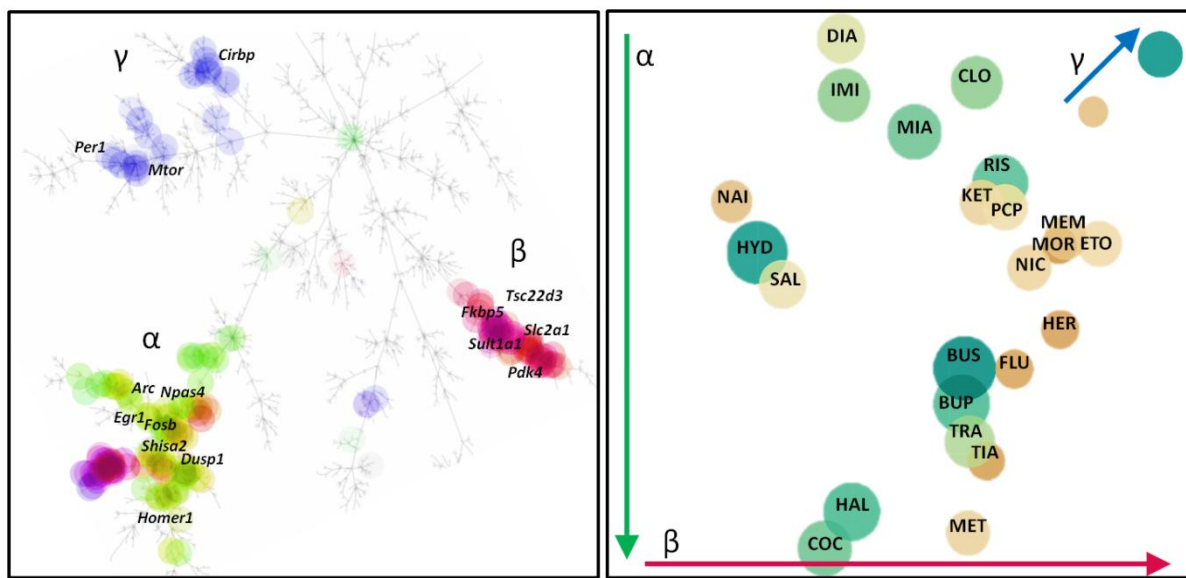 γ
Cirbp
Per1
Mtor
β
Tsc22d3
Fkbp5
Slc2a1
Sult1a1
Pdk4
α
Arc
Npas4
Egr1
Fosb
Shisa2
Dusp1
Homer1
α
DIA
γ
IMI
CLO
MIA
RIS
NAI
KET
PCP
MEM
HYD
MOR
ETO
NIC
SAL
HER
BUS
FLU
BUP
TRA
TIA
HAL
MET
COC
β